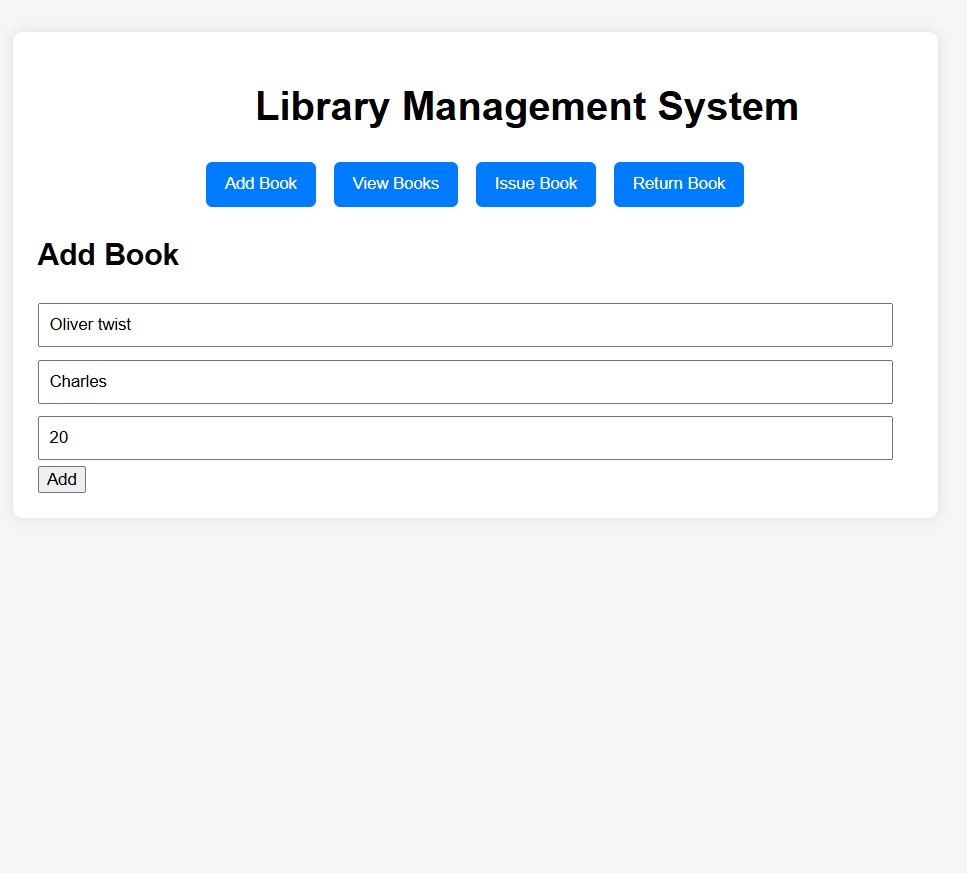 Library Management System
Add Book View Books Issue Book Return Book
Add Book
Oliver twist
Charles
20
Add